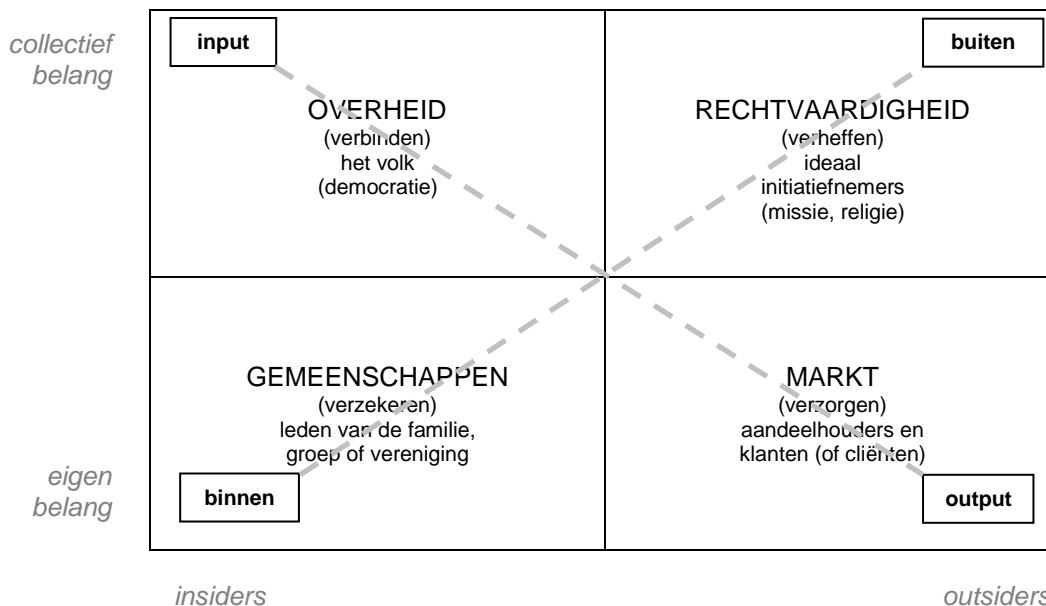 collectief
belang
input
OVERHEID
(verbinden)
het volk
(democratie)
buiten
RECHTVAARDIGHEID
(verheffen)
ideaal
initiatiefnemers
(missie, religie)
GEMEENSCHAPPEN
(verzekeren)
leden van de familie,
groep of vereniging
binnen
MARKT
(verzorgen)
aandeelhouders en
klanten (of cliënten)
output
eigen
belang
insiders
outsiders